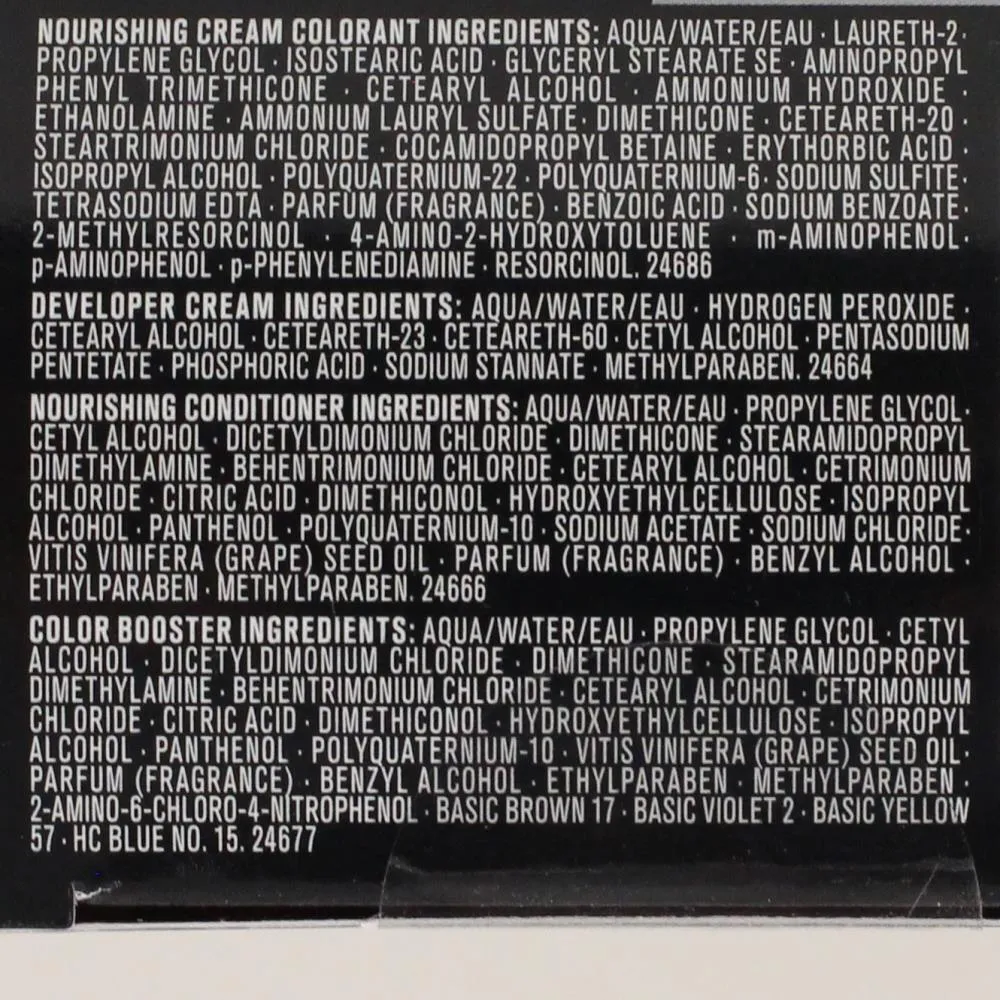 NOURISHING CREAM COLORANT INGREDIENTS: AQUA/WATER/EAU · LAURETH-2 ·
PROPYLENE GLYCOL · ISOSTEARIC ACID · GLYCERYL STEARATE SE · AMINOPROPYL
PHENYL TRIMETHICONE · CETEARYL ALCOHOL · AMMONIUM HYDROXIDE ·
ETHANOLAMINE · AMMONIUM LAURYL SULFATE · DIMETHICONE · CETEARETH-20 ·
STEARTRIMONIUM CHLORIDE · COCAMIDOPROPYL BETAINE · ERYTHORBIC ACID ·
ISOPROPYL ALCOHOL · POLYQUATERNIUM-22 · POLYQUATERNIUM-6 · SODIUM SULFITE ·
TETRASODIUM EDTA · PARFUM (FRAGRANCE) · BENZOIC ACID · SODIUM BENZOATE ·
2-METHYLRESORCINOL · 4-AMINO-2-HYDROXYTOLUENE · m-AMINOPHENOL ·
p-AMINOPHENOL · p-PHENYLENEDIAMINE · RESORCINOL. 24686
DEVELOPER CREAM INGREDIENTS: AQUA/WATER/EAU · HYDROGEN PEROXIDE ·
CETEARYL ALCOHOL · CETEARETH-23 · CETEARETH-60 · CETYL ALCOHOL · PENTASODIUM
PENTETATE · PHOSPHORIC ACID · SODIUM STANNATE · METHYLPARABEN. 24664
NOURISHING CONDITIONER INGREDIENTS: AQUA/WATER/EAU · PROPYLENE GLYCOL ·
CETYL ALCOHOL · DICETYLDIMONIUM CHLORIDE · DIMETHICONE · STEARAMIDOPROPYL
DIMETHYLAMINE · BEHENTRIMONIUM CHLORIDE · CETEARYL ALCOHOL · CETRIMONIUM
CHLORIDE · CITRIC ACID · DIMETHICONOL · HYDROXYETHYLCELLULOSE · ISOPROPYL
ALCOHOL · PANTHENOL · POLYQUATERNIUM-10 · SODIUM ACETATE · SODIUM CHLORIDE ·
VITIS VINIFERA (GRAPE) SEED OIL · PARFUM (FRAGRANCE) · BENZYL ALCOHOL ·
ETHYLPARABEN · METHYLPARABEN. 24666
COLOR BOOSTER INGREDIENTS: AQUA/WATER/EAU · PROPYLENE GLYCOL · CETYL
ALCOHOL · DICETYLDIMONIUM CHLORIDE · DIMETHICONE · STEARAMIDOPROPYL
DIMETHYLAMINE · BEHENTRIMONIUM CHLORIDE · CETEARYL ALCOHOL · CETRIMONIUM
CHLORIDE · CITRIC ACID · DIMETHICONOL · HYDROXYETHYLCELLULOSE · ISOPROPYL
ALCOHOL · PANTHENOL · POLYQUATERNIUM-10 · VITIS VINIFERA (GRAPE) SEED OIL ·
PARFUM (FRAGRANCE) · BENZYL ALCOHOL · ETHYLPARABEN · METHYLPARABEN ·
2-AMINO-6-CHLORO-4-NITROPHENOL · BASIC BROWN 17 · BASIC VIOLET 2 · BASIC YELLOW
57 · HC BLUE NO. 15. 24677